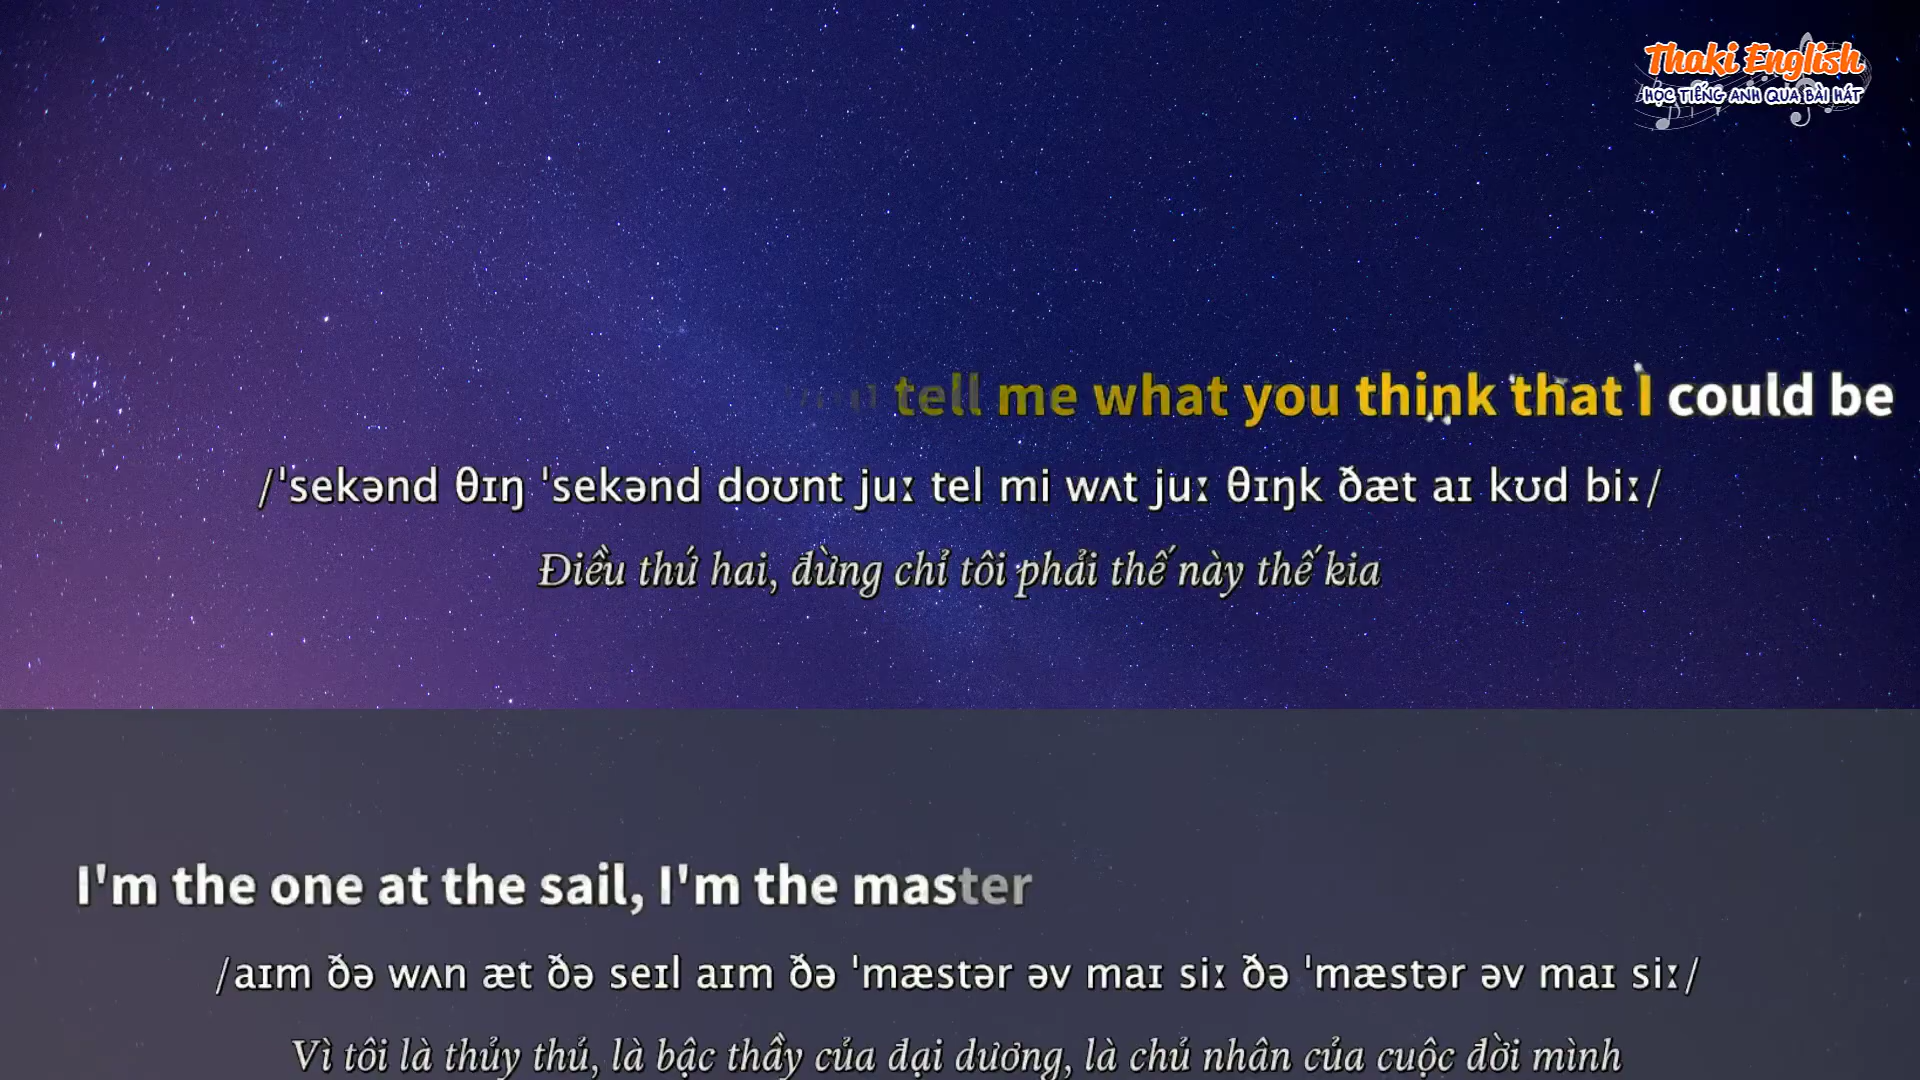 Thaki English
HỌC TIẾNG ANH QUA BÀI HÁT
tell me what you think that I could be
/ˈsekənd θɪŋ ˈsekənd doʊnt juː tel mi wʌt juː θɪŋk ðæt aɪ kʊd biː/
Điều thứ hai, đừng chỉ tôi phải thế này thế kia
I'm the one at the sail, I'm the master
/aɪm ðə wʌn æt ðə seɪl aɪm ðə ˈmæstər əv maɪ siː ðə ˈmæstər əv maɪ siː/
Vì tôi là thủy thủ, là bậc thầy của đại dương, là chủ nhân của cuộc đời mình